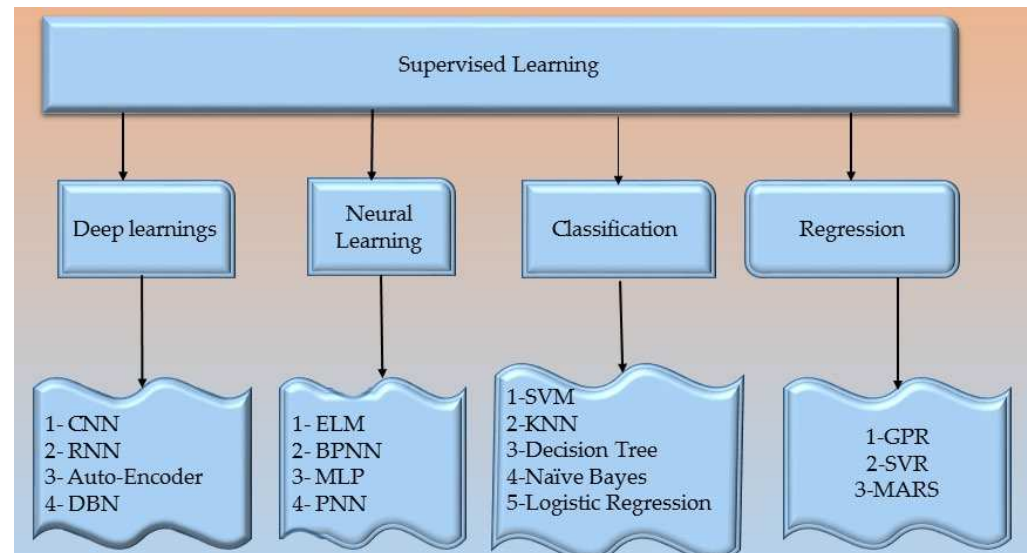 Supervised Learning
Deep learnings
Neural
Learning
Classification
Regression
1- CNN
2- RNN
3- Auto-Encoder
4- DBN
1- ELM
2- BPNN
3- MLP
4- PNN
1-SVM
2-KNN
3-Decision Tree
4-Naïve Bayes
5-Logistic Regression
1-GPR
2-SVR
3-MARS